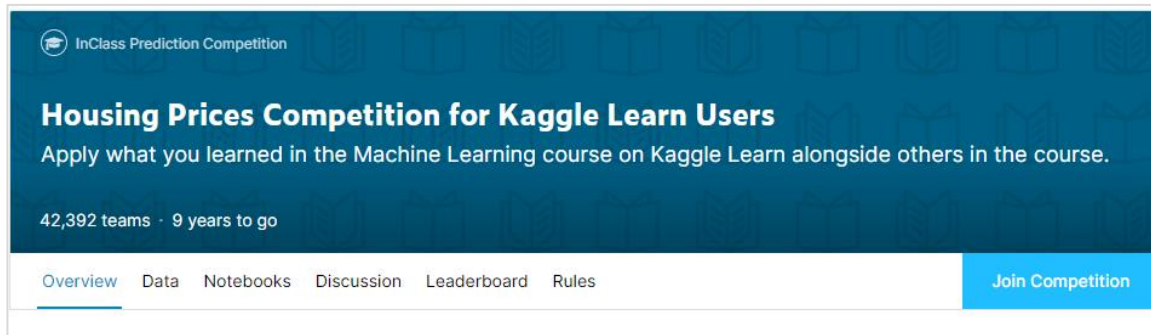 InClass Prediction Competition
Housing Prices Competition for Kaggle Learn Users
Apply what you learned in the Machine Learning course on Kaggle Learn alongside others in the course.
42,392 teams · 9 years to go
Overview Data Notebooks Discussion Leaderboard Rules Join Competition